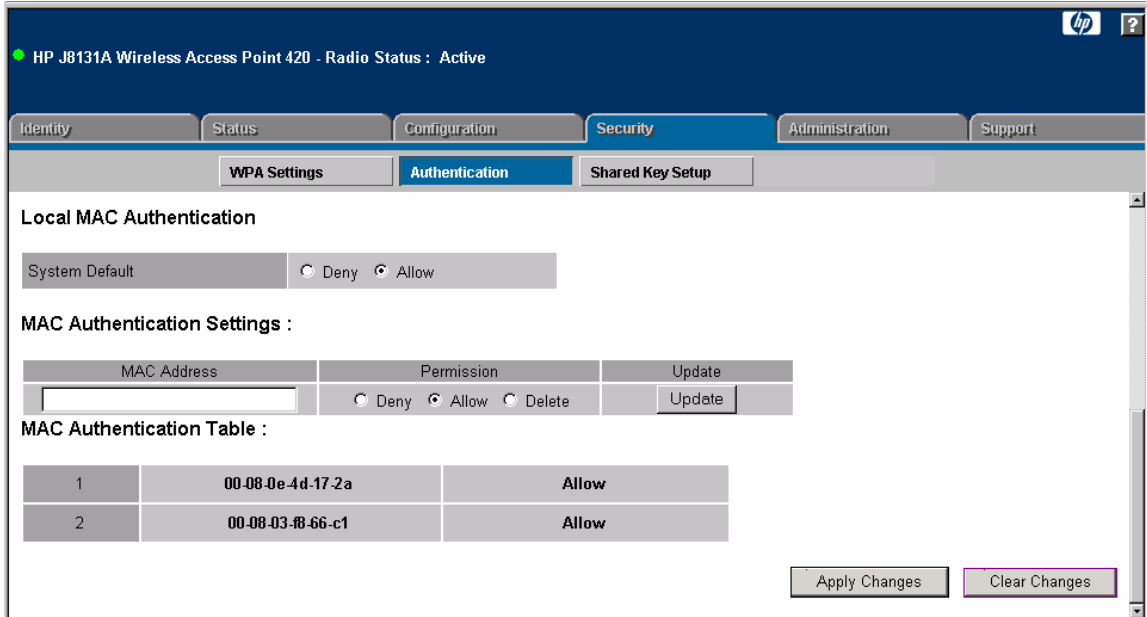 hp ?
HP J8131A Wireless Access Point 420 - Radio Status : Active
Identity Status Configuration Security Administration Support
WPA Settings Authentication Shared Key Setup
Local MAC Authentication
System Default Deny Allow
MAC Authentication Settings :
MAC Address Permission Update
Deny Allow Delete Update
MAC Authentication Table :
1 00-08-0e-4d-17-2a Allow
2 00-08-03-f8-66-c1 Allow
Apply Changes Clear Changes